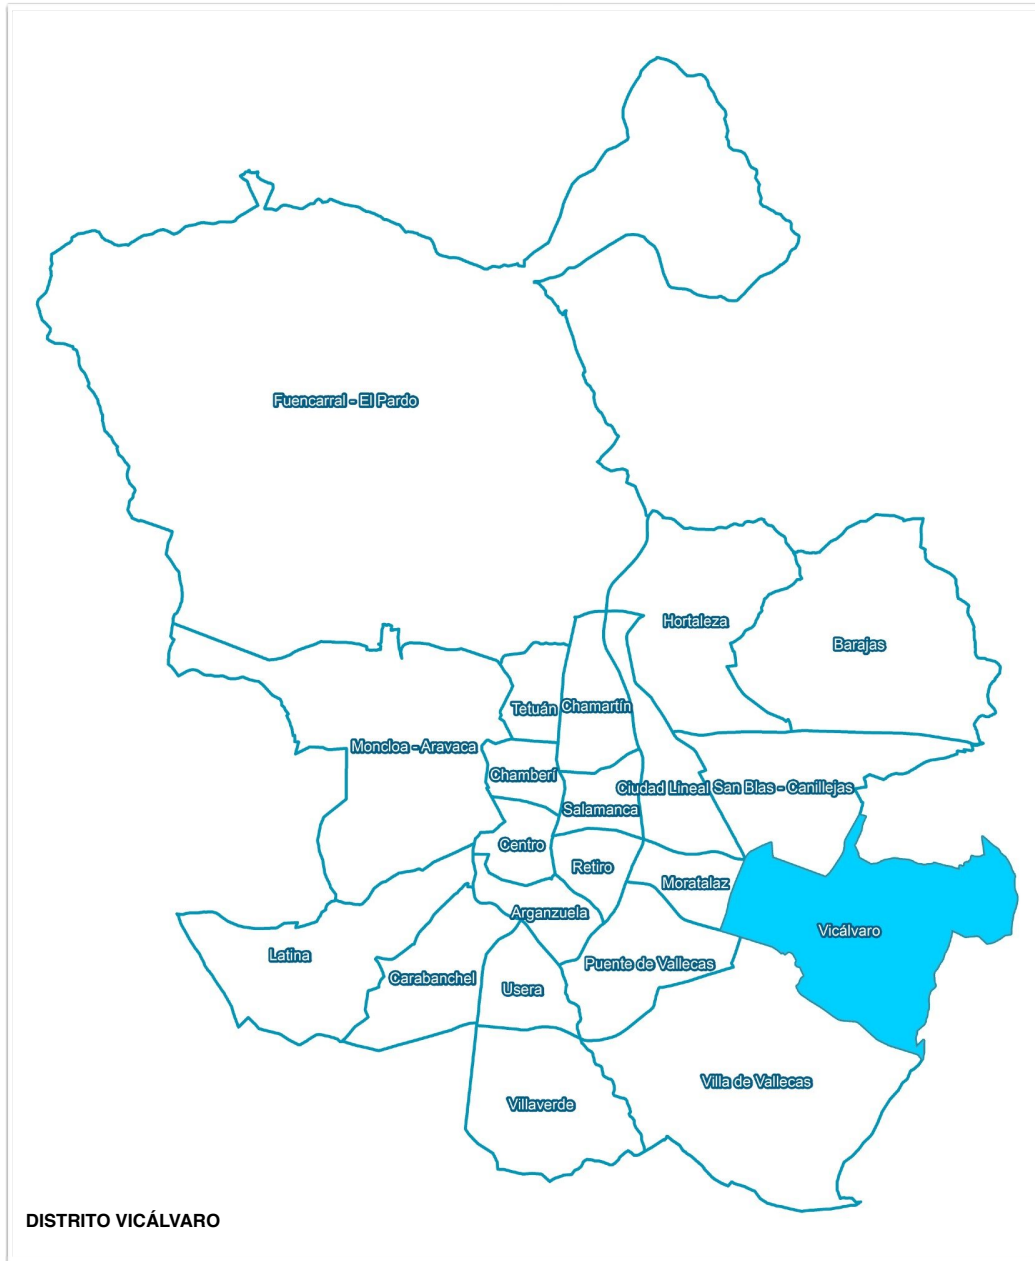 Fuencarral - El Pardo
Hortaleza
Barajas
Tetuán
Chamartín
Moncloa - Aravaca
Chamberí
Ciudad Lineal
San Blas - Canillejas
Salamanca
Centro
Retiro
Moratalaz
Arganzuela
Vicálvaro
Latina
Carabanchel
Usera
Puente de Vallecas
Villa de Vallecas
Villaverde
DISTRITO VICÁLVARO